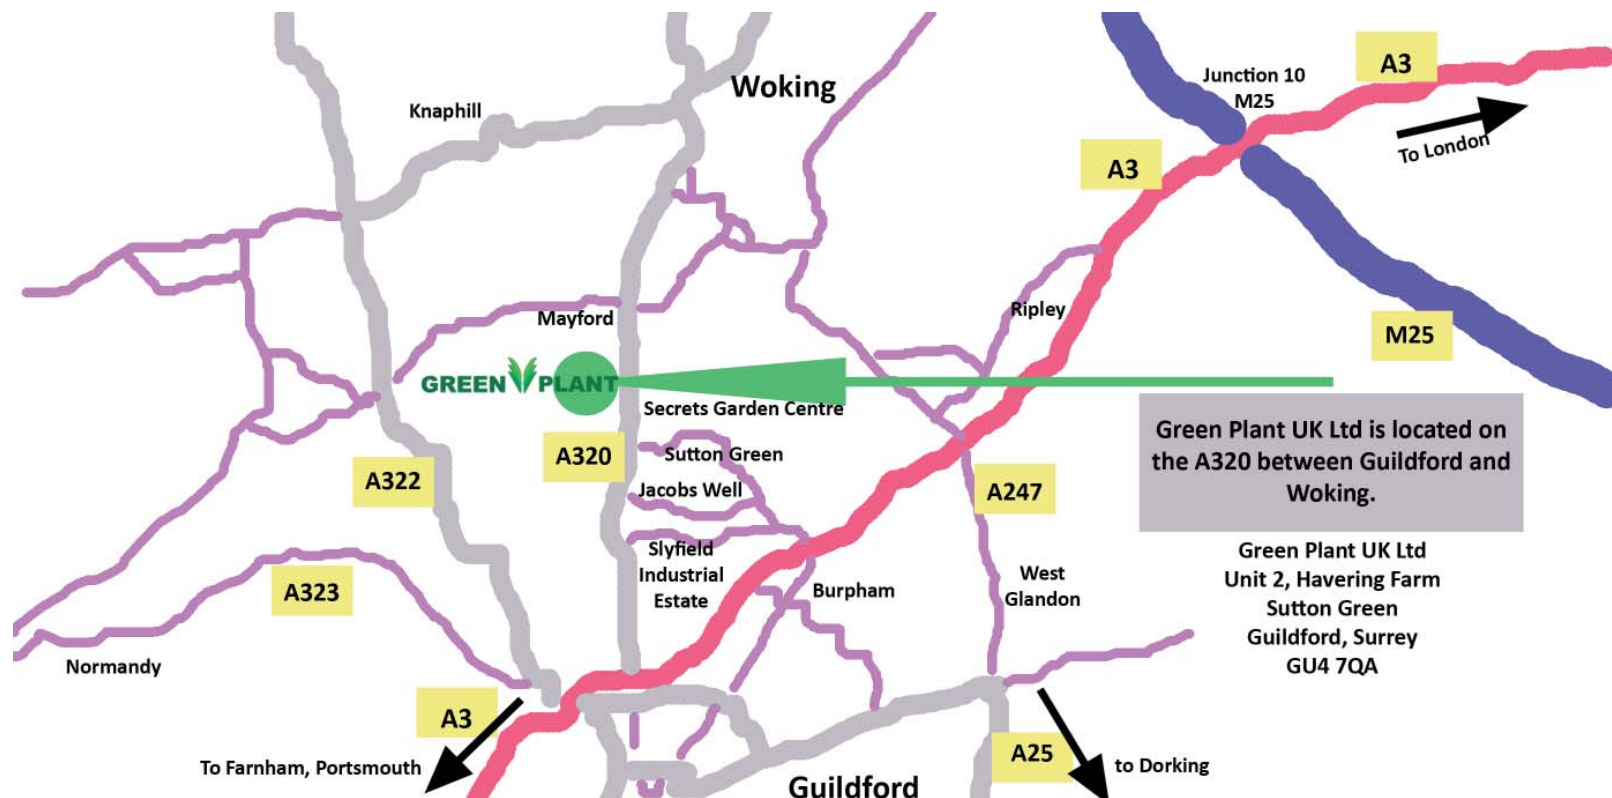 A3
Junction 10
M25
Woking
Knaphill
To London
A3
Ripley
Mayford
M25
GREEN PLANT
Secrets Garden Centre
Green Plant UK Ltd is located on
the A320 between Guildford and
Woking.
A320
Sutton Green
A322
Jacobs Well
A247
Slyfield
Industrial
Estate
Green Plant UK Ltd
Unit 2, Havering Farm
Sutton Green
Guildford, Surrey
GU4 7QA
A323
Burpham
West
Glandon
Normandy
A3
To Farnham, Portsmouth
A25
to Dorking
Guildford